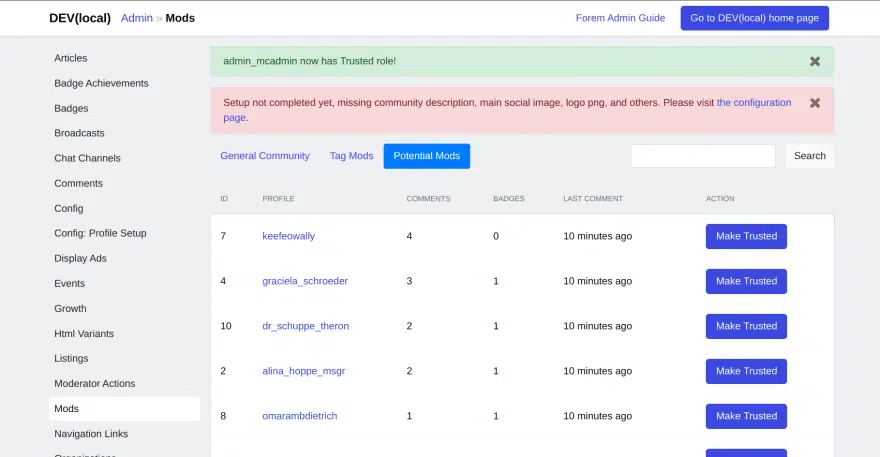 DEV(local) Admin » Mods Forem Admin Guide Go to DEV(local) home page
Articles
Badge Achievements
Badges
Broadcasts
Chat Channels
Comments
Config
Config: Profile Setup
Display Ads
Events
Growth
Html Variants
Listings
Moderator Actions
Mods
Navigation Links
admin_mcadmin now has Trusted role!
Setup not completed yet, missing community description, main social image, logo png, and others. Please visit the configuration
page.
General Community Tag Mods Potential Mods Search
ID PROFILE COMMENTS BADGES LAST COMMENT ACTION
7 keefeowally 4 0 10 minutes ago Make Trusted
4 graciela_schroeder 3 1 10 minutes ago Make Trusted
10 dr_schuppe_theron 2 1 10 minutes ago Make Trusted
2 alina_hoppe_msgr 2 1 10 minutes ago Make Trusted
8 omarambdietrich 1 1 10 minutes ago Make Trusted